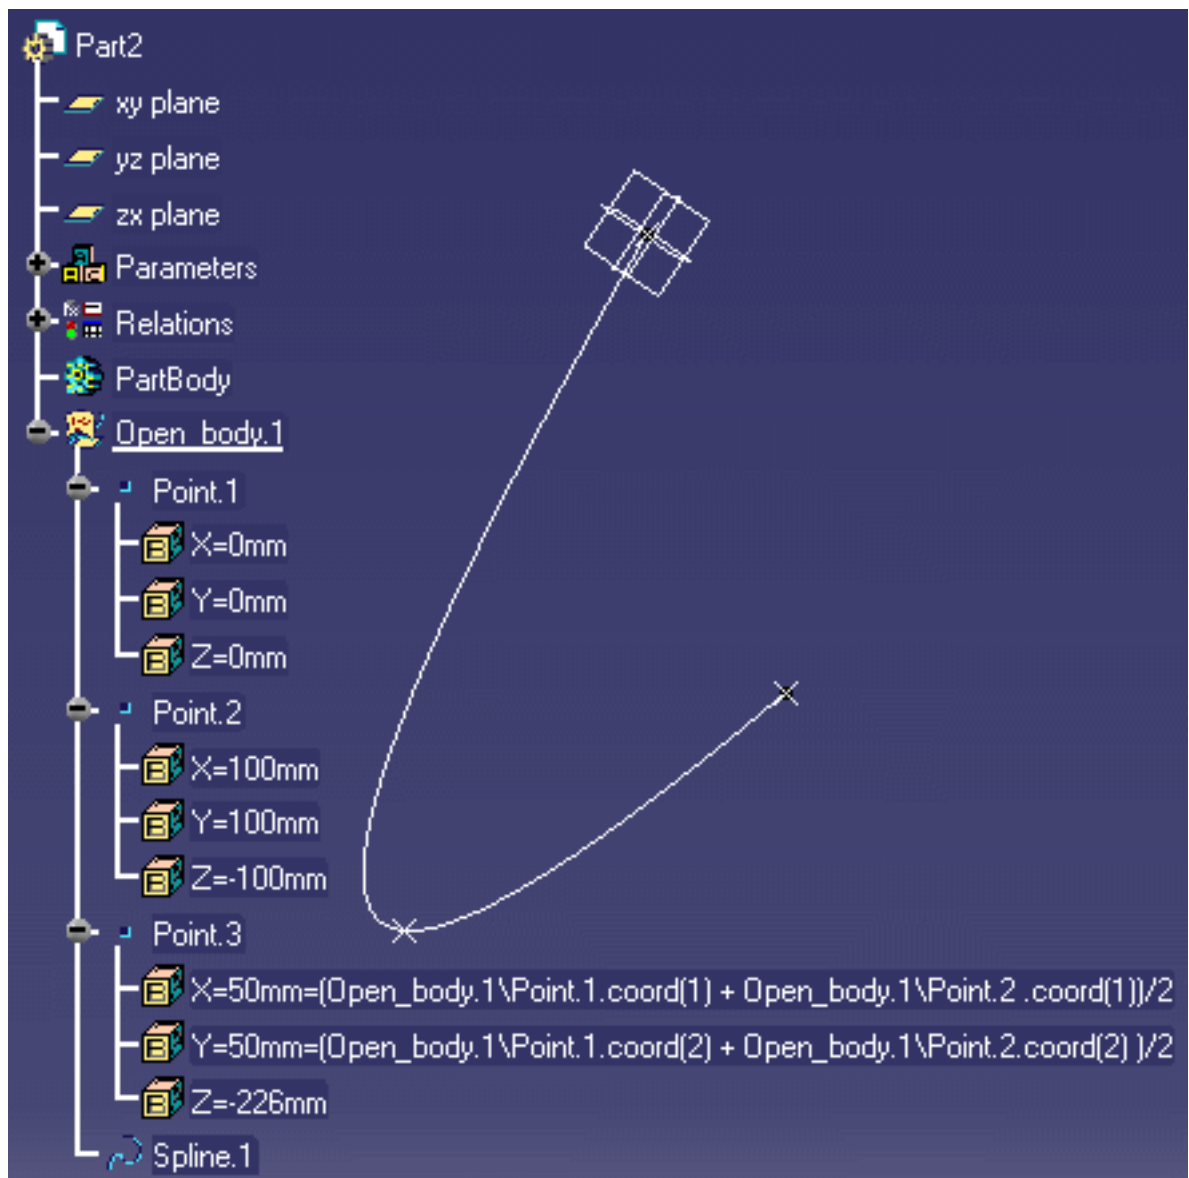 Part2
xy plane
yz plane
zx plane
Parameters
Relations
PartBody
Open_body.1
Point.1
X=0mm
Y=0mm
Z=0mm
Point.2
X=100mm
Y=100mm
Z=-100mm
Point.3
X=50mm=(Open_body.1\Point.1.coord(1) + Open_body.1\Point.2 .coord(1))/2
Y=50mm=(Open_body.1\Point.1.coord(2) + Open_body.1\Point.2.coord(2) )/2
Z=-226mm
Spline.1